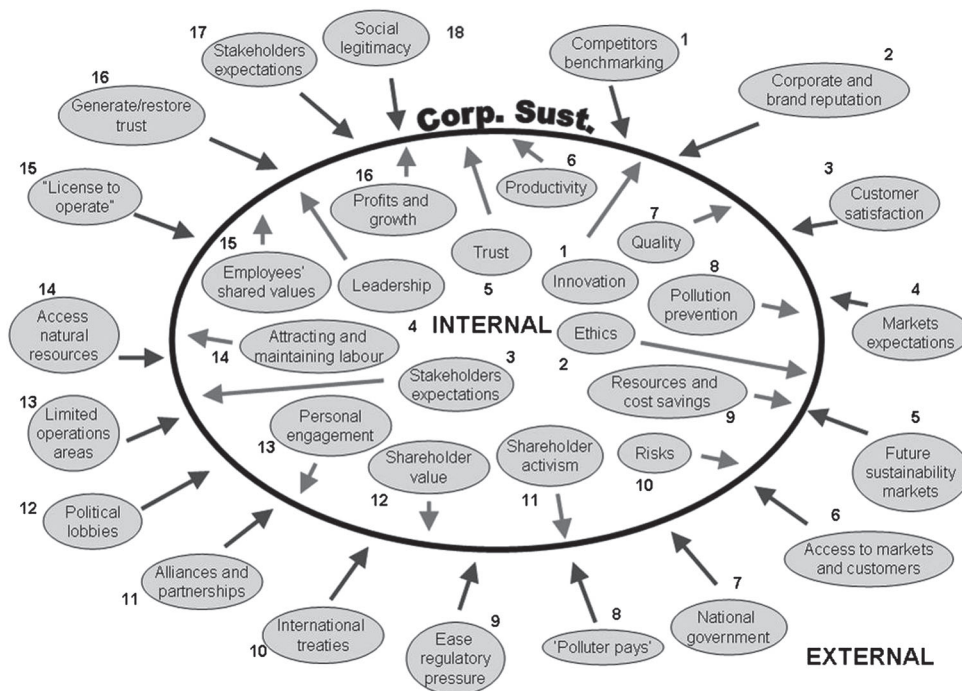 17
Stakeholders
expectations
Social
legitimacy
18
Competitors
benchmarking
1
2
Corporate and
brand reputation
16
Generate/restore
trust
15
"License to
operate"
3
Customer
satisfaction
14
Access
natural
resources
4
Markets
expectations
13
Limited
operations
areas
5
Future
sustainability
markets
12
Political
lobbies
6
Access to markets
and customers
11
Alliances and
partnerships
10
International
treaties
9
Ease
regulatory
pressure
8
'Polluter pays'
7
National
government
EXTERNAL
Corp. Sust.
16
Profits and
growth
6
Productivity
Trust
5
7
Quality
1
Innovation
15
Employees'
shared values
Leadership
4
8
Pollution
prevention
INTERNAL
Ethics
2
14
Attracting and
maintaining labour
3
Stakeholders
expectations
Resources and
cost savings
9
Personal
engagement
13
Shareholder
value
12
Shareholder
activism
11
Risks
10